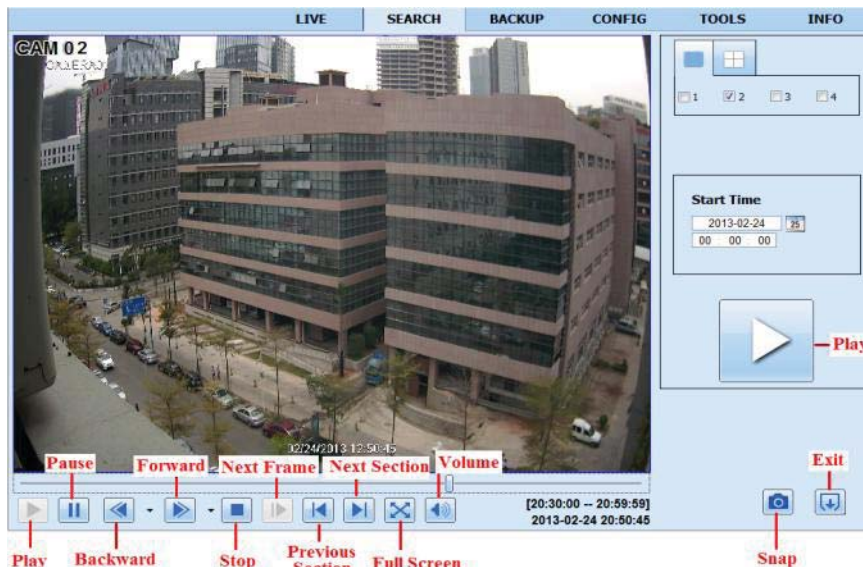 LIVE SEARCH BACKUP CONFIG TOOLS INFO
CAM 02
CAMERA02
1 2 3 4
Start Time
2013-02-24 25
00 00 00
Play
02/24/2013 12:50:45
Pause Forward Next Frame Next Section Volume Exit
[20:30:00 -- 20:59:59]
2013-02-24 20:50:45
Play Backward Stop Previous Section Full Screen Snap